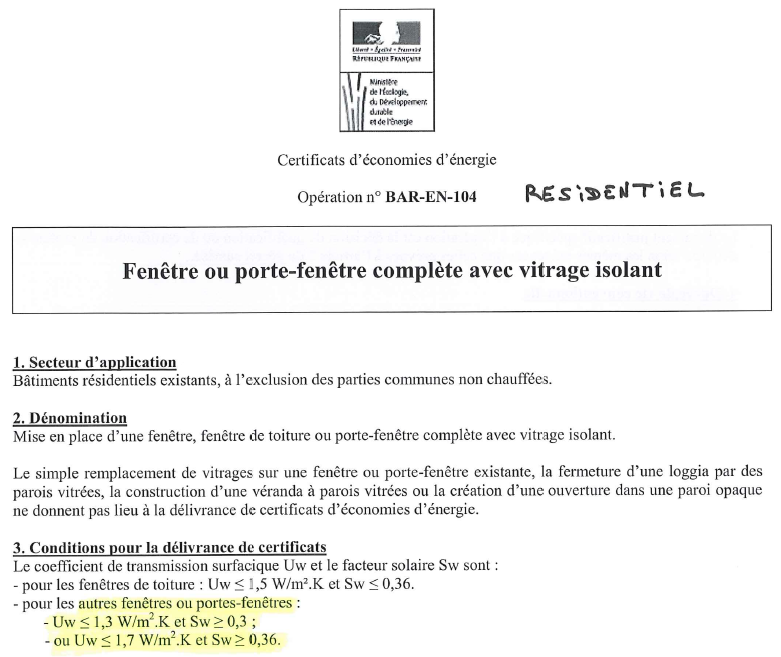 Liberté • Égalité • Fraternité
RÉPUBLIQUE FRANÇAISE
Ministère
de l'Écologie,
du Développement
durable
et de l'Énergie
Certificats d'économies d'énergie
Opération n° BAR-EN-104 RESiDENTiEL
Fenêtre ou porte-fenêtre complète avec vitrage isolant
1. Secteur d'application
Bâtiments résidentiels existants, à l'exclusion des parties communes non chauffées.
2. Dénomination
Mise en place d'une fenêtre, fenêtre de toiture ou porte-fenêtre complète avec vitrage isolant.
Le simple remplacement de vitrages sur une fenêtre ou porte-fenêtre existante, la fermeture d'une loggia par des
parois vitrées, la construction d'une véranda à parois vitrées ou la création d'une ouverture dans une paroi opaque
ne donnent pas lieu à la délivrance de certificats d'économies d'énergie.
3. Conditions pour la délivrance de certificats
Le coefficient de transmission surfacique Uw et le facteur solaire Sw sont :
- pour les fenêtres de toiture : Uw ≤ 1,5 W/m².K et Sw ≤ 0,36.
- pour les autres fenêtres ou portes-fenêtres :
- Uw ≤ 1,3 W/m².K et Sw ≥ 0,3 ;
- ou Uw ≤ 1,7 W/m².K et Sw ≥ 0,36.